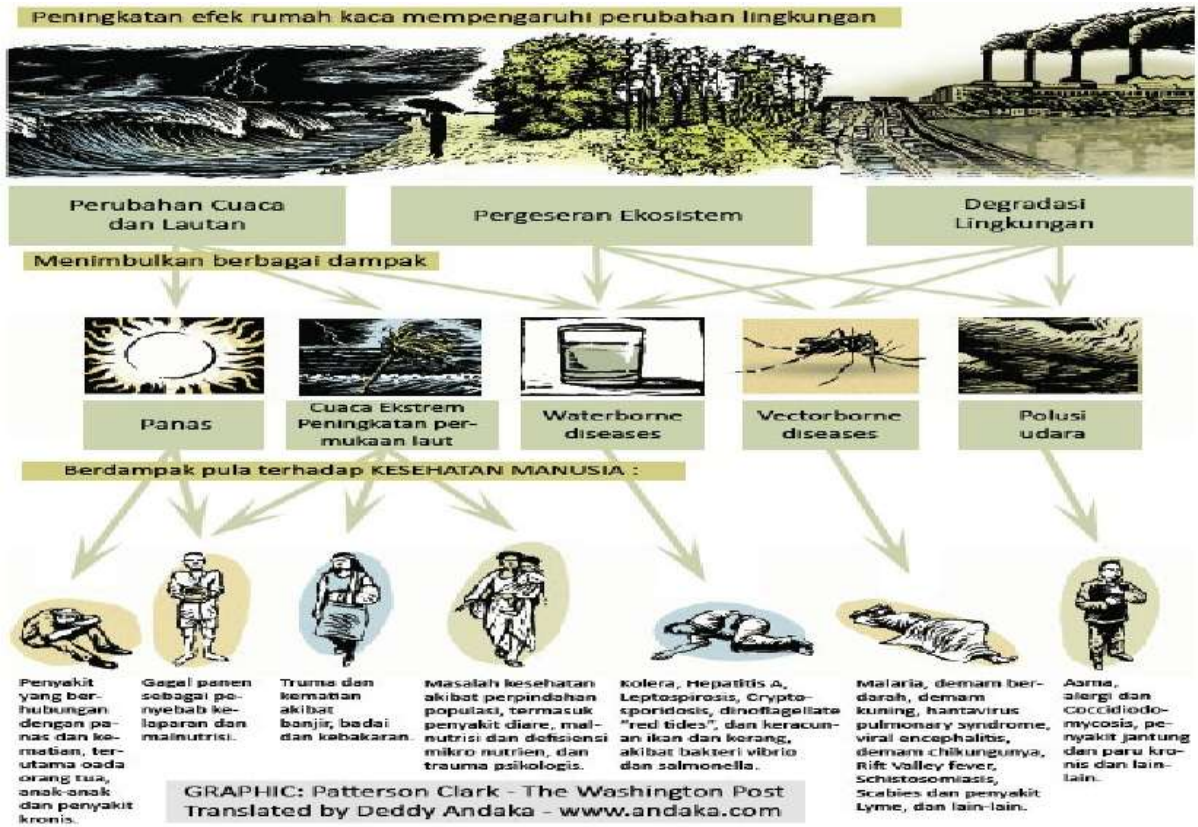 Peningkatan efek rumah kaca mempengaruhi perubahan lingkungan
Perubahan Cuaca
dan Lautan
Pergeseran Ekosistem
Degradasi
Lingkungan
Menimbulkan berbagai dampak
Panas
Cuaca Ekstrem
Peningkatan per-
mukaan laut
Waterborne
diseases
Vectorborne
diseases
Polusi
udara
Berdampak pula terhadap KESEHATAN MANUSIA :
Penyakit
yang ber-
hubungan
dengan pa-
nas dan ke-
matian, ter-
utama oada
orang tua,
anak-anak
dan penyakit
kronis.
Gagal panen
sebagai pe-
nyebab ke-
laparan dan
malnutrisi.
Truma dan
kematian
akibat
banjir, badai
dan kebakaran.
Masalah kesehatan
akibat perpindahan
populasi, termasuk
penyakit diare, mal-
nutrisi dan defisiensi
mikro nutrien, dan
trauma psikologis.
Kolera, Hepatitis A,
Leptospirosis, Crypto-
sporidosis, dinoflagellate
"red tides", dan keracun-
an ikan dan kerang,
akibat bakteri vibrio
dan salmonella.
Malaria, demam ber-
darah, demam
kuning, hantavirus
pulmonary syndrome,
viral encephalitis,
demam chikungunya,
Rift Valley fever,
Schistosomiasis,
Scabies dan penyakit
Lyme, dan lain-lain.
Asma,
alergi dan
Coccidiodo-
mycosis, pe-
nyakit jantung
dan paru kro-
nis dan lain-
lain.
GRAPHIC: Patterson Clark - The Washington Post
Translated by Deddy Andaka - www.andaka.com